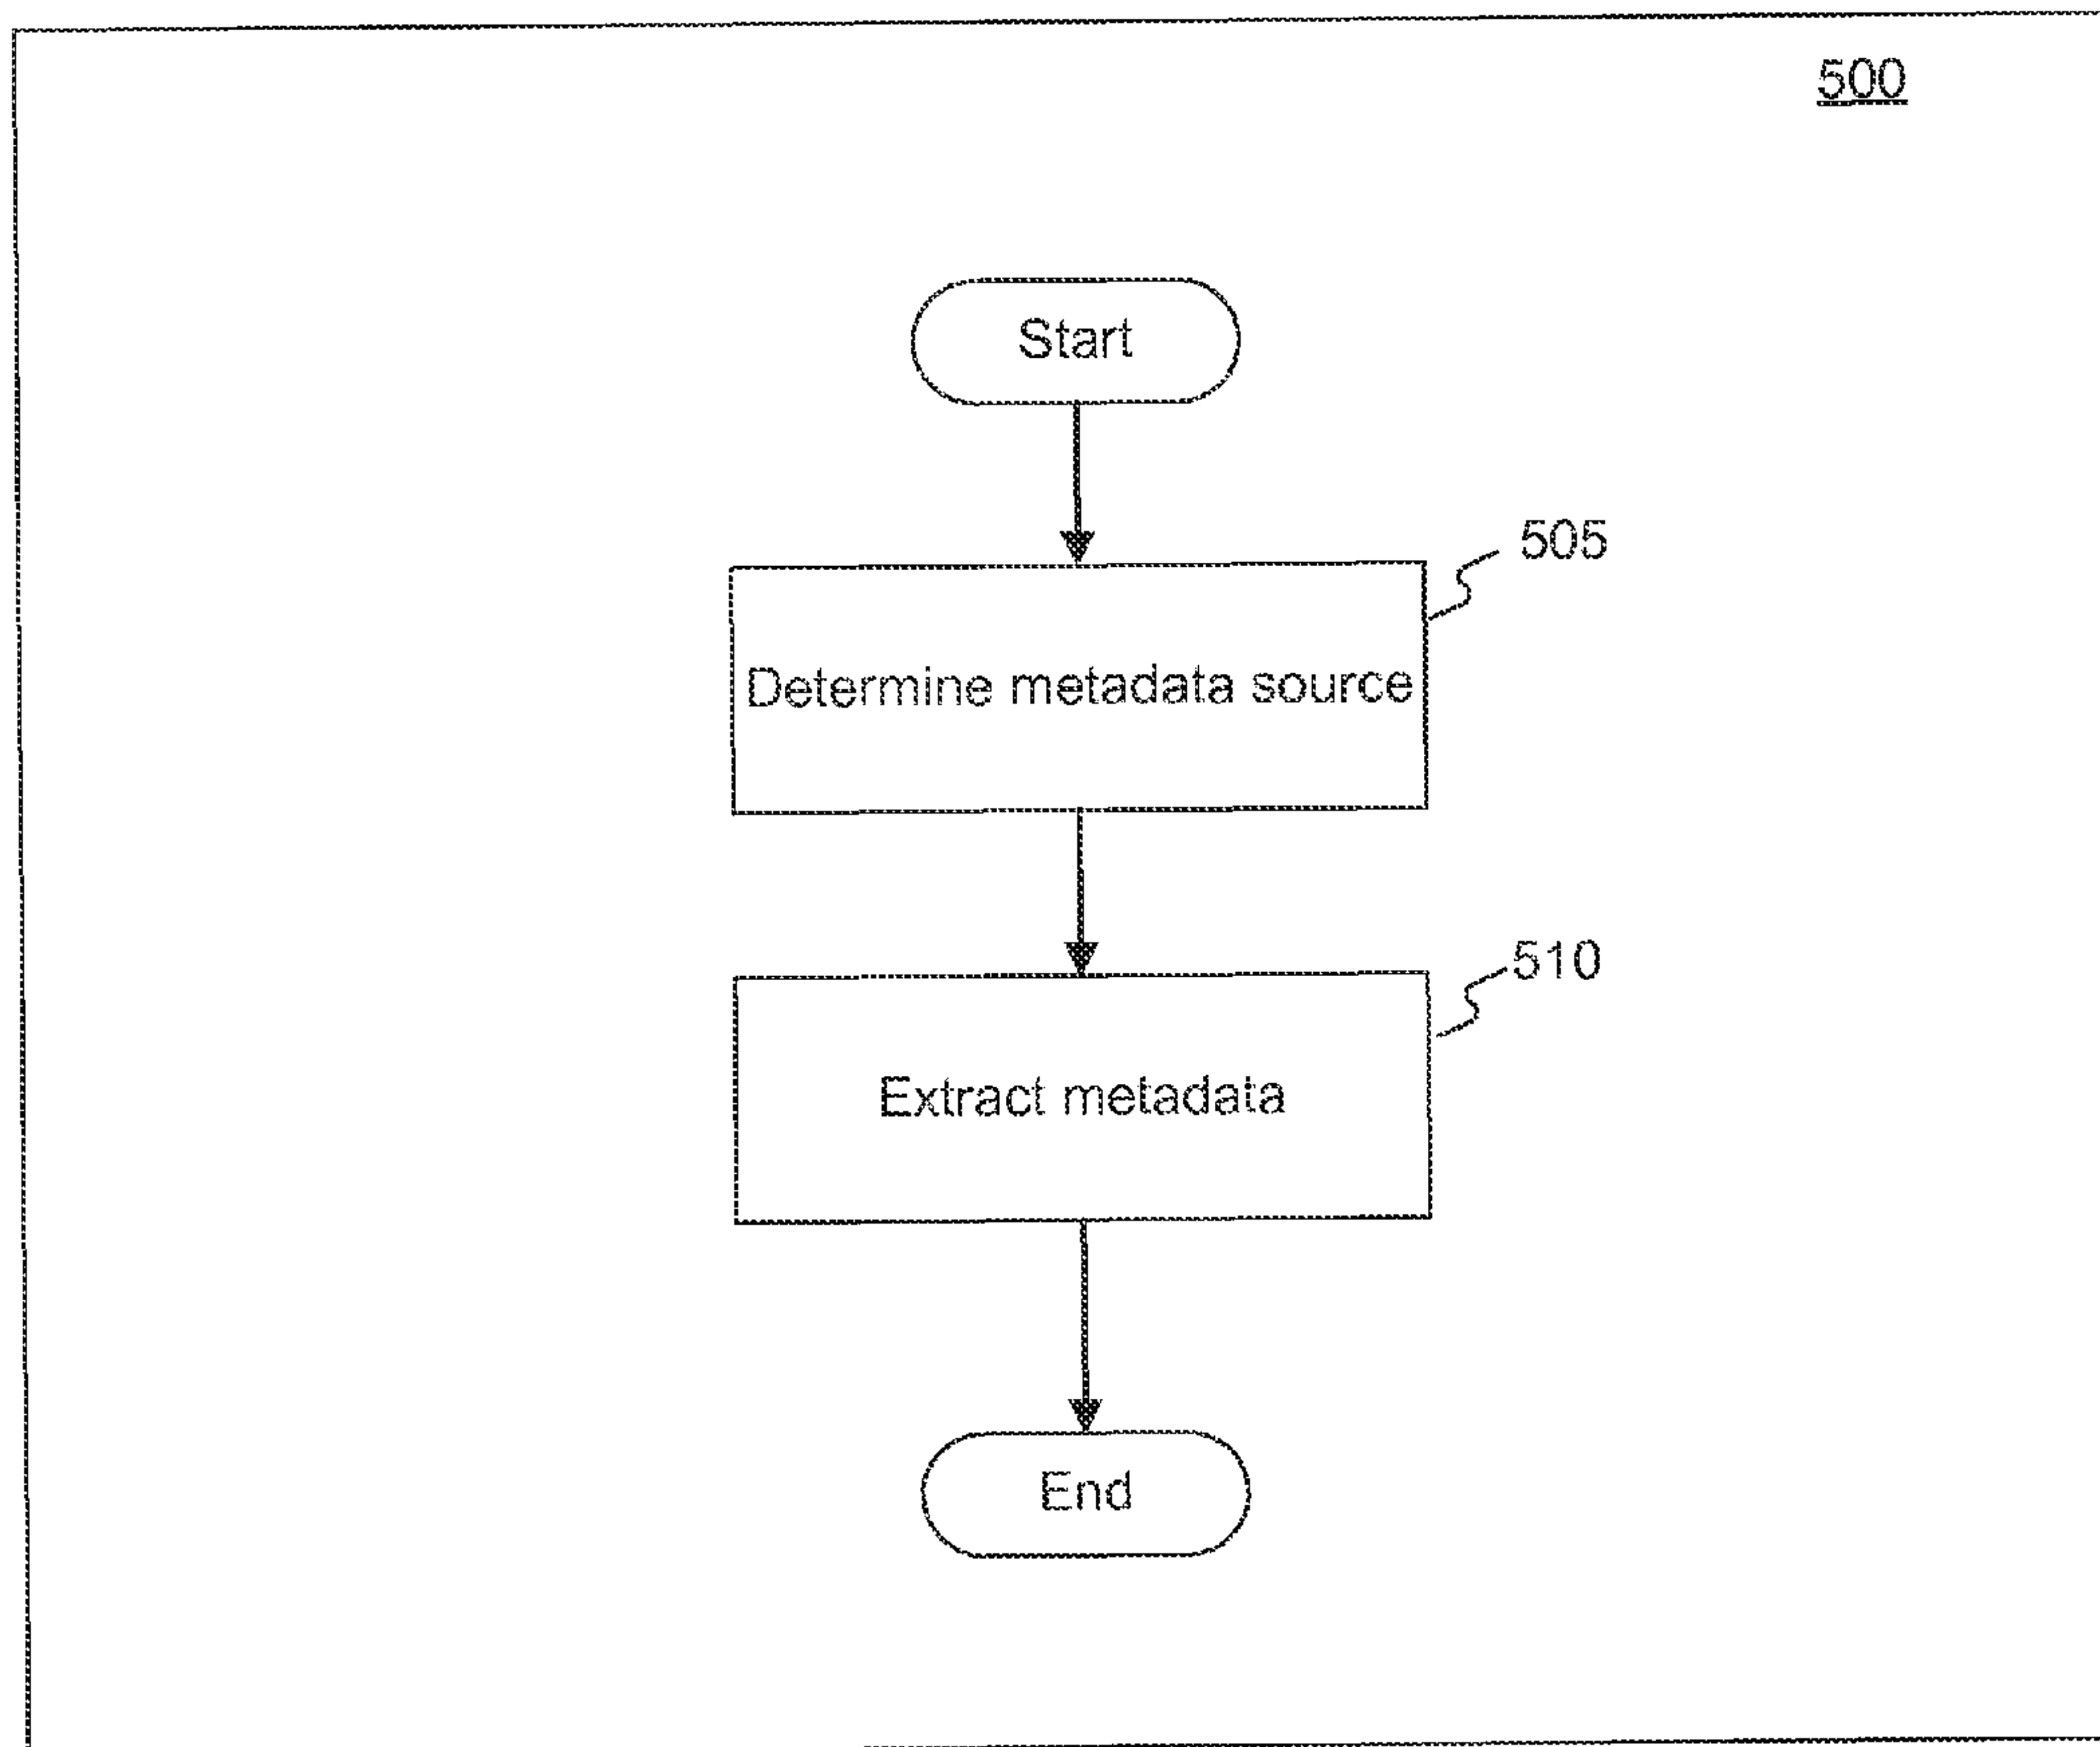 500
Start
505
Determine metadata source
510
Extract metadata
End